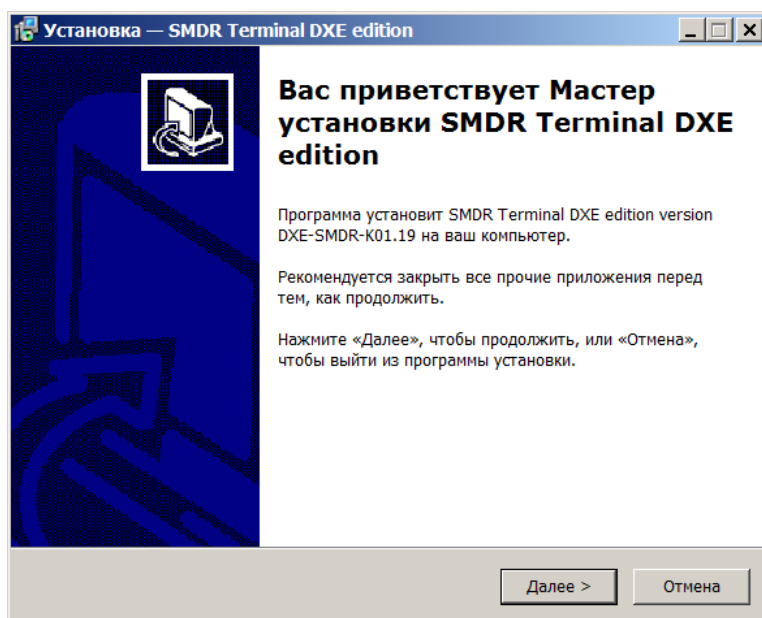 Установка — SMDR Terminal DXE edition
Вас приветствует Мастер
установки SMDR Terminal DXE
edition
Программа установит SMDR Terminal DXE edition version
DXE-SMDR-K01.19 на ваш компьютер.
Рекомендуется закрыть все прочие приложения перед
тем, как продолжить.
Нажмите «Далее», чтобы продолжить, или «Отмена»,
чтобы выйти из программы установки.
Далее >
Отмена